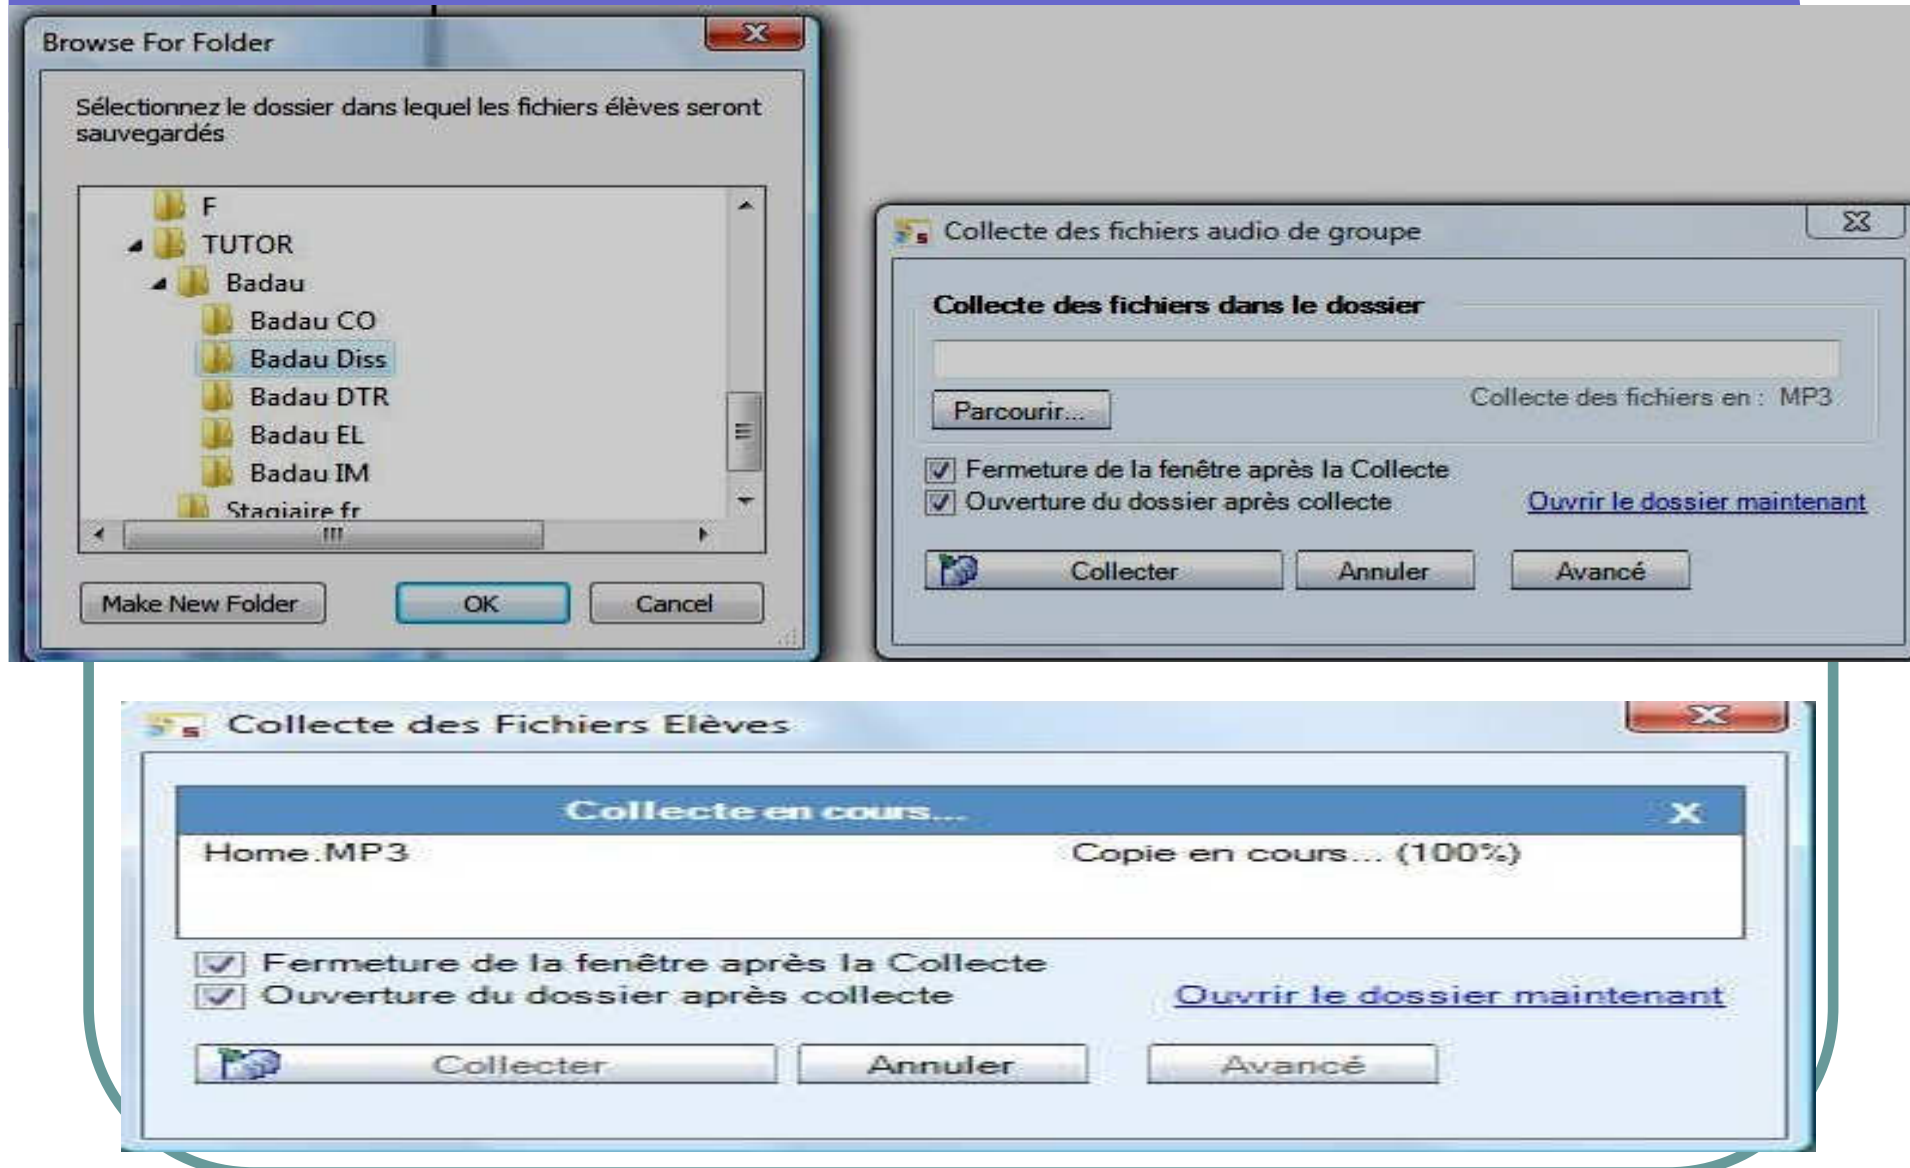 Browse For Folder
Sélectionnez le dossier dans lequel les fichiers élèves seront
sauvegardés
F
TUTOR
Badau
Badau CO
Badau Diss
Badau DTR
Badau EL
Badau IM
Stagiaire fr
Make New Folder
OK
Cancel
Collecte des fichiers audio de groupe
Collecte des fichiers dans le dossier
Parcourir...
Collecte des fichiers en : MP3
Fermeture de la fenêtre après la Collecte
Ouverture du dossier après collecte
Ouvrir le dossier maintenant
Collecter
Annuler
Avancé
Collecte des Fichiers Elèves
Collecte en cours...
Home.MP3
Copie en cours... (100%)
Fermeture de la fenêtre après la Collecte
Ouverture du dossier après collecte
Ouvrir le dossier maintenant
Collecter
Annuler
Avancé